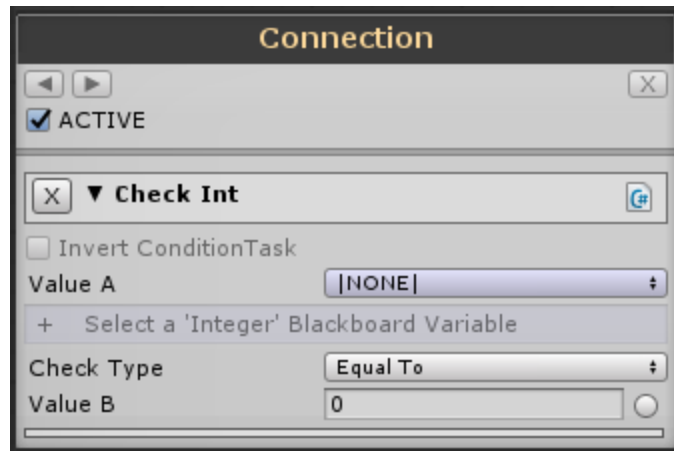 Connection
X
ACTIVE
X ▼ Check Int C#
Invert ConditionTask
Value A |NONE|
+ Select a 'Integer' Blackboard Variable
Check Type Equal To
Value B 0